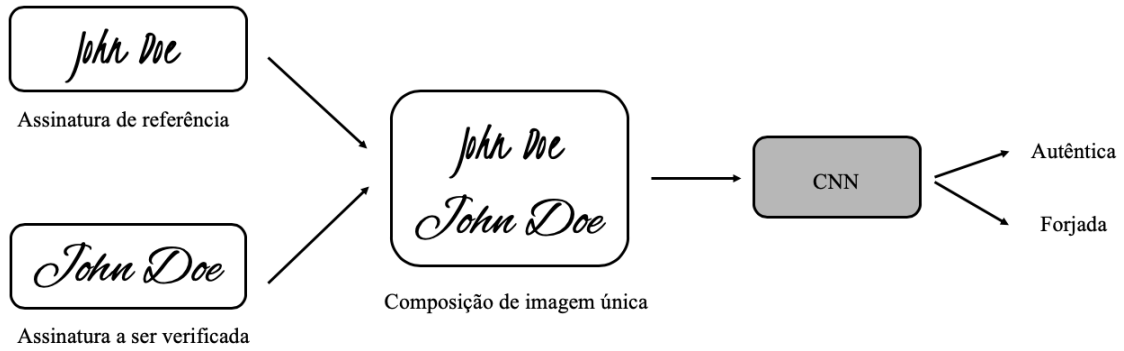 John Doe
Assinatura de referência
John Doe
Assinatura a ser verificada
John Doe
John Doe
Composição de imagem única
CNN
Autêntica
Forjada